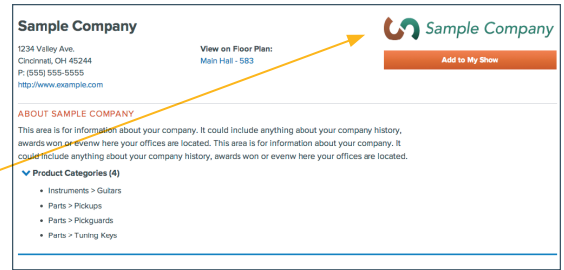 Sample Company
Sample Company
1234 Valley Ave.
Cincinnati, OH 45244
P: (555) 555-5555
http://www.example.com
View on Floor Plan:
Main Hall - 583
Add to My Show
ABOUT SAMPLE COMPANY
This area is for information about your company. It could include anything about your company history,
awards won or evenw here your offices are located. This area is for information about your company. It
could include anything about your company history, awards won or evenw here your offices are located.
Product Categories (4)
• Instruments > Guitars
• Parts > Pickups
• Parts > Pickguards
• Parts > Tuning Keys